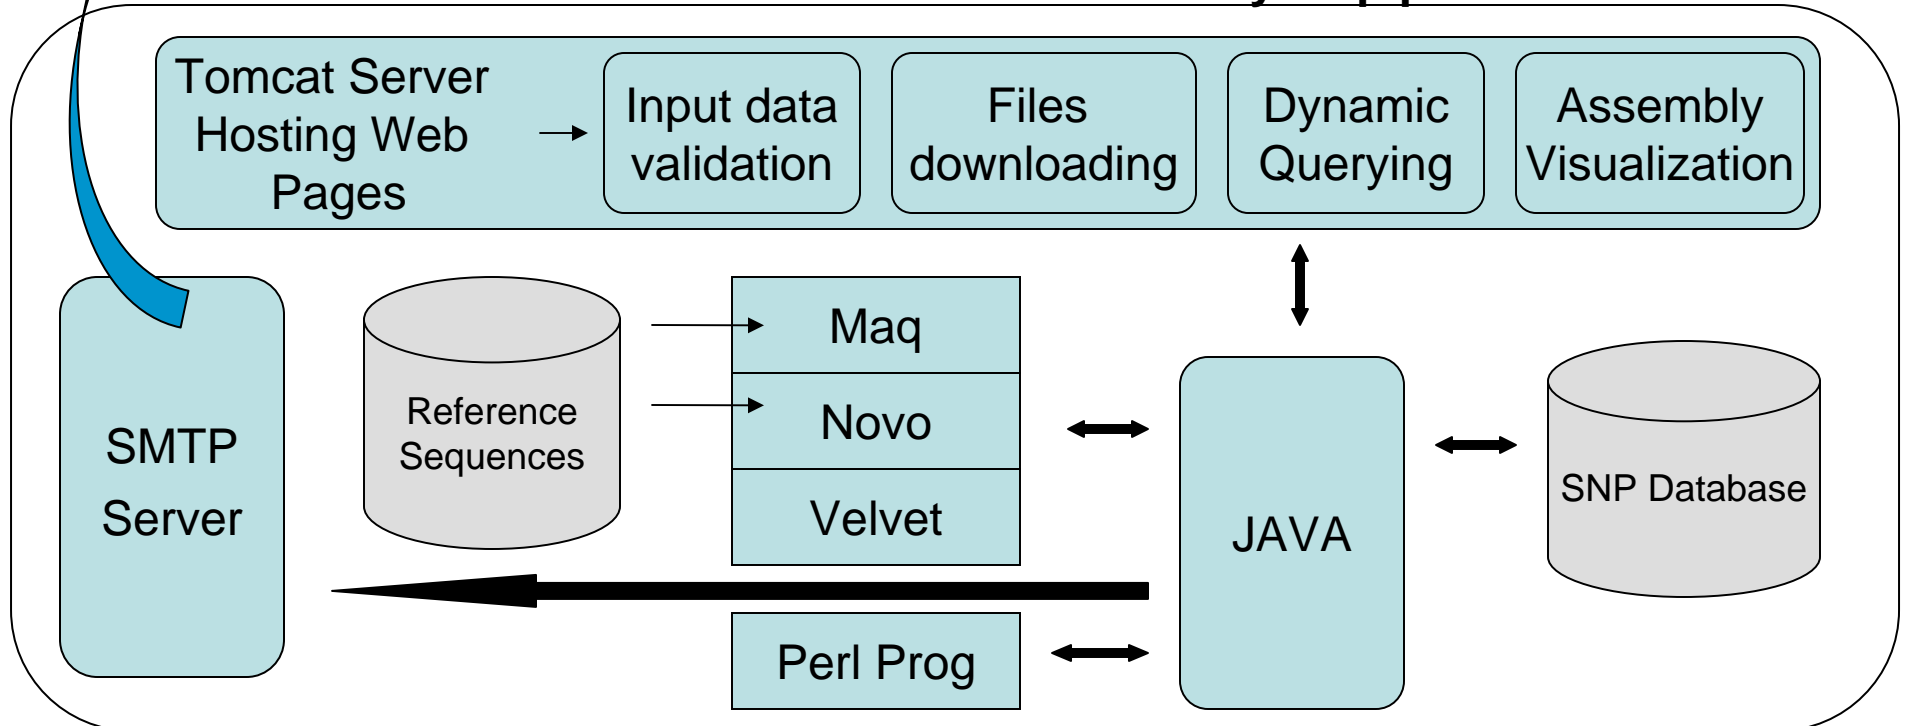 Tomcat Server
Hosting Web
Pages
Input data
validation
Files
downloading
Dynamic
Querying
Assembly
Visualization
SMTP
Server
Reference
Sequences
Maq
Novo
Velvet
Perl Prog
JAVA
SNP Database